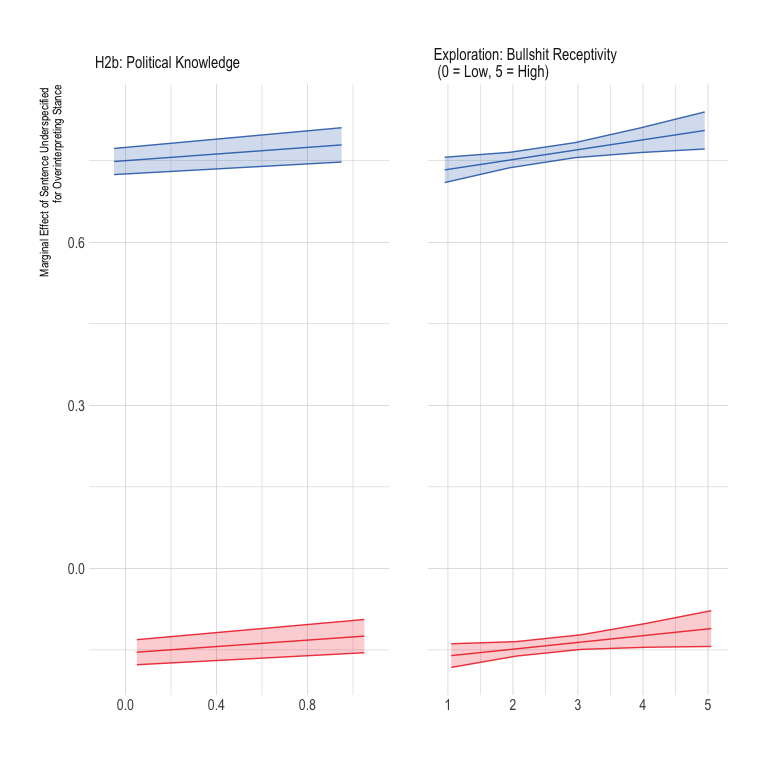 H2b: Political Knowledge
Exploration: Bullshit Receptivity
(0 = Low, 5 = High)
Marginal Effect of Sentence Underspecified
for Overinterpreting Stance
0.6
0.3
0.0
0.0 0.4 0.8
1 2 3 4 5